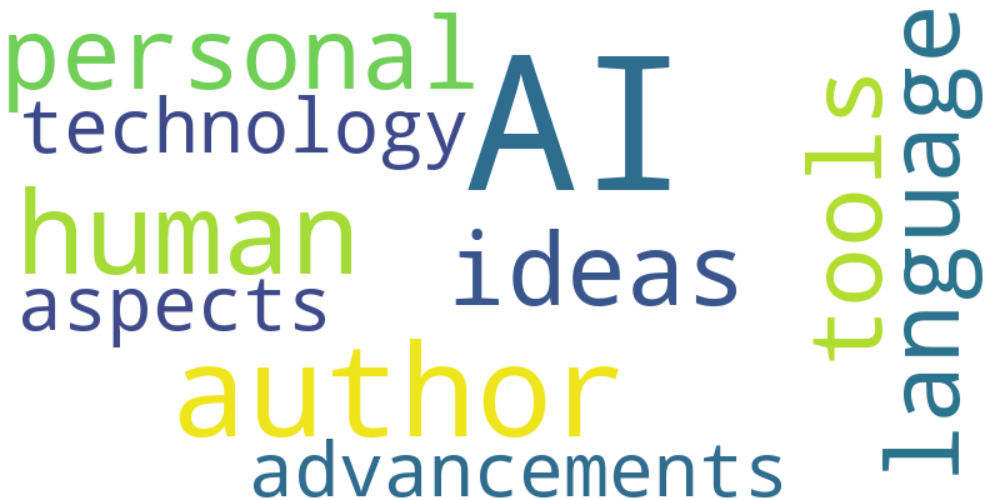 personal
technology
AI
human
ideas
aspects
author
advancements
tools
language